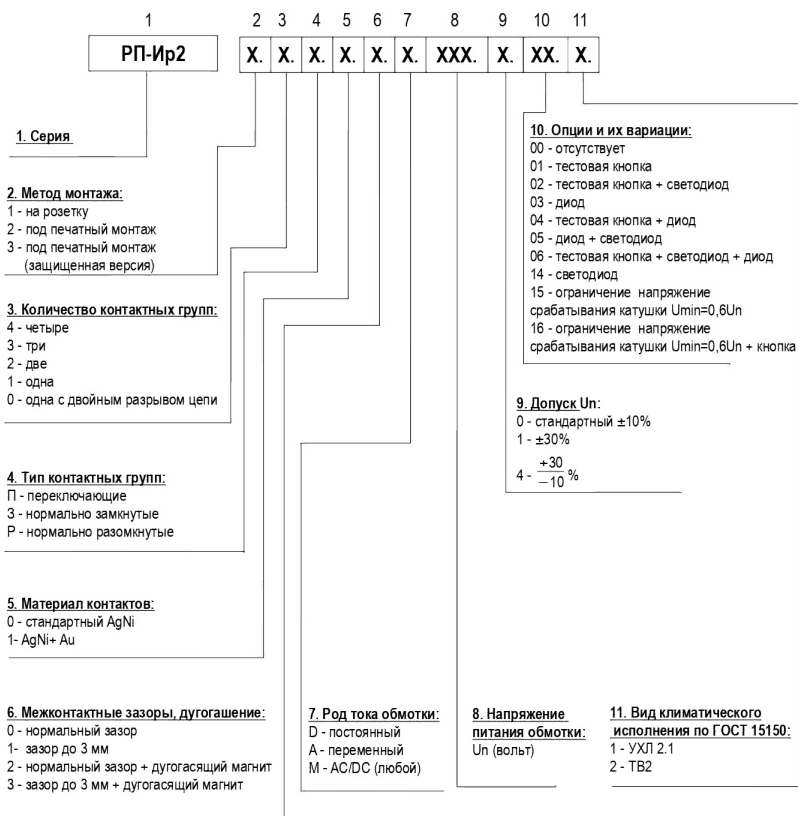 1 2 3 4 5 6 7 8 9 10 11
РП-Ир2 X. X. X. X. X. X. XXX. X. XX. X.
1. Серия
2. Метод монтажа:
1 - на розетку
2 - под печатный монтаж
3 - под печатный монтаж
(защищенная версия)
3. Количество контактных групп:
4 - четыре
3 - три
2 - две
1 - одна
0 - одна с двойным разрывом цепи
4. Тип контактных групп:
П - переключающие
З - нормально замкнутые
Р - нормально разомкнутые
5. Материал контактов:
0 - стандартный AgNi
1- AgNi+ Au
6. Межконтактные зазоры, дугогашение:
0 - нормальный зазор
1- зазор до 3 мм
2 - нормальный зазор + дугогасящий магнит
3 - зазор до 3 мм + дугогасящий магнит
7. Род тока обмотки:
D - постоянный
А - переменный
М - AC/DC (любой)
8. Напряжение
питания обмотки:
Un (вольт)
9. Допуск Un:
0 - стандартный ±10%
1 - ±30%
4 - +30/−10 %
10. Опции и их вариации:
00 - отсутствует
01 - тестовая кнопка
02 - тестовая кнопка + светодиод
03 - диод
04 - тестовая кнопка + диод
05 - диод + светодиод
06 - тестовая кнопка + светодиод + диод
14 - светодиод
15 - ограничение напряжение
срабатывания катушки Umin=0,6Un
16 - ограничение напряжение
срабатывания катушки Umin=0,6Un + кнопка
11. Вид климатического
исполнения по ГОСТ 15150:
1 - УХЛ 2.1
2 - ТВ2